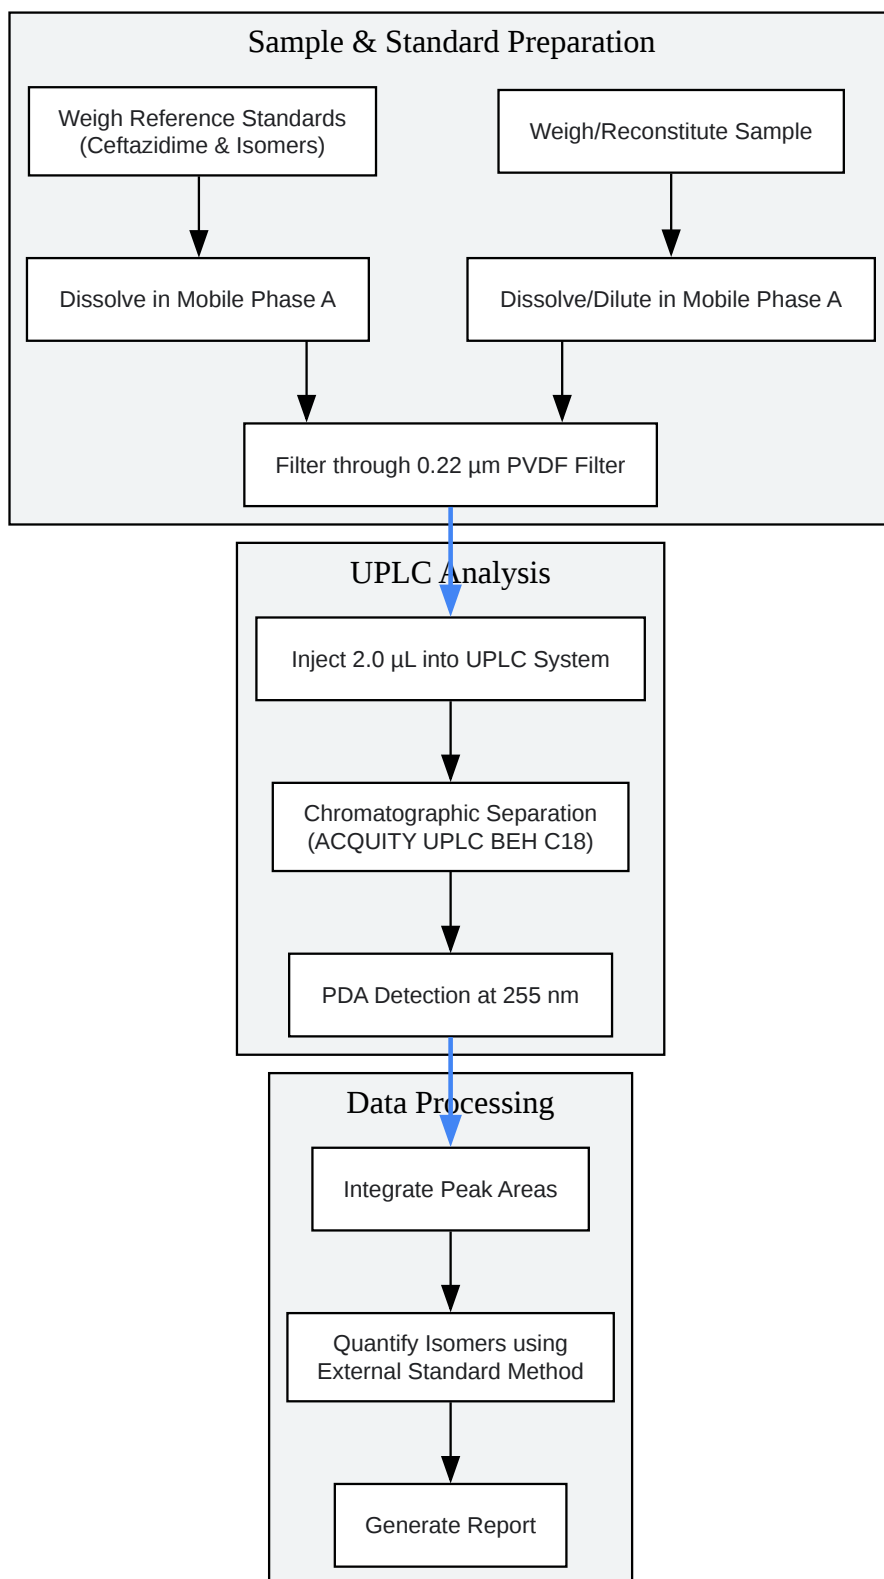 Sample & Standard Preparation
Weigh Reference Standards
(Ceftazidime & Isomers)
Weigh/Reconstitute Sample
Dissolve in Mobile Phase A
Dissolve/Dilute in Mobile Phase A
Filter through 0.22 µm PVDF Filter
UPLC Analysis
Inject 2.0 µL into UPLC System
Chromatographic Separation
(ACQUITY UPLC BEH C18)
PDA Detection at 255 nm
Data Processing
Integrate Peak Areas
Quantify Isomers using
External Standard Method
Generate Report